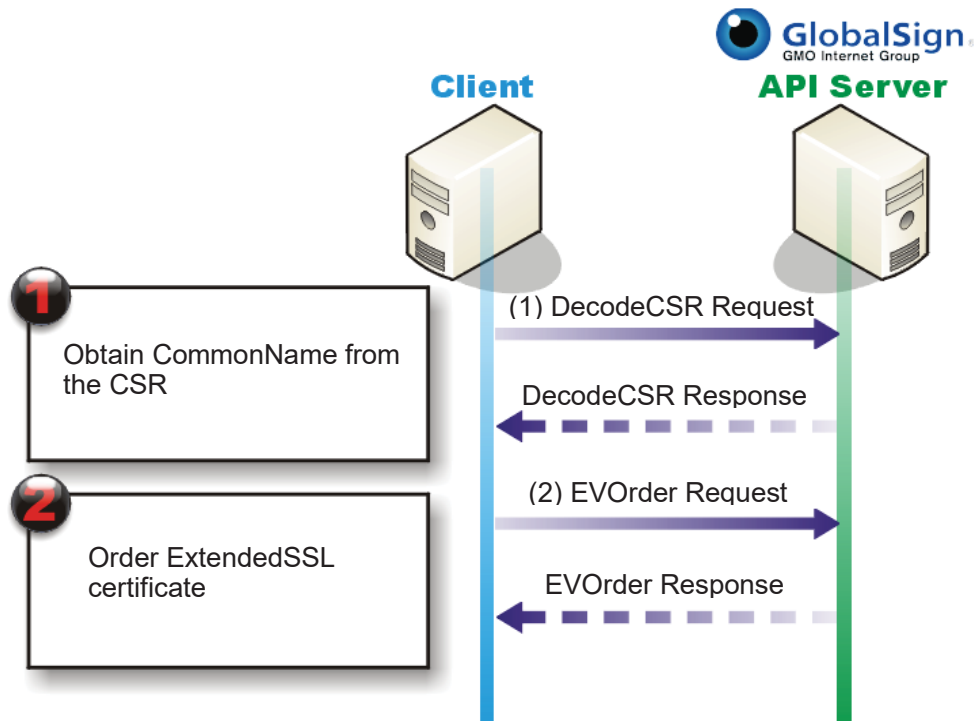 GlobalSign
GMO Internet Group
Client
API Server
1
Obtain CommonName from
the CSR
(1) DecodeCSR Request
DecodeCSR Response
2
Order ExtendedSSL
certificate
(2) EVOrder Request
EVOrder Response